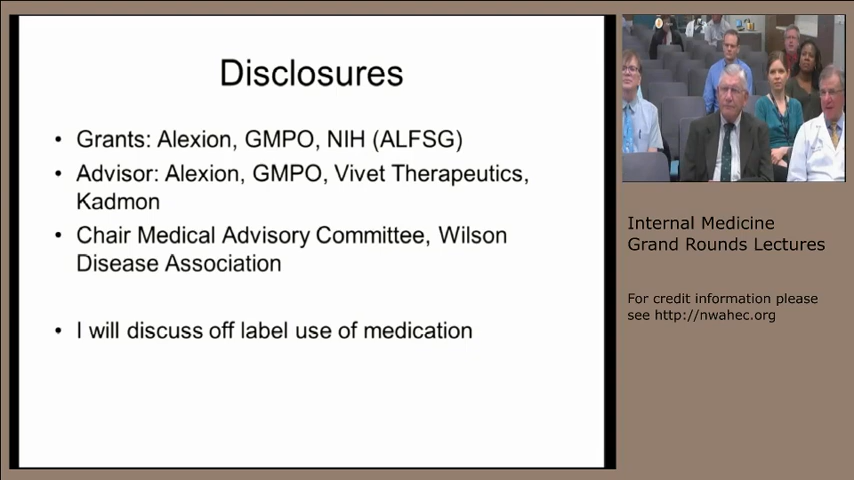 Disclosures
• Grants: Alexion, GMPO, NIH (ALFSG)
• Advisor: Alexion, GMPO, Vivet Therapeutics,
Kadmon
• Chair Medical Advisory Committee, Wilson
Disease Association
• I will discuss off label use of medication
Internal Medicine
Grand Rounds Lectures
For credit information please
see http://nwahec.org